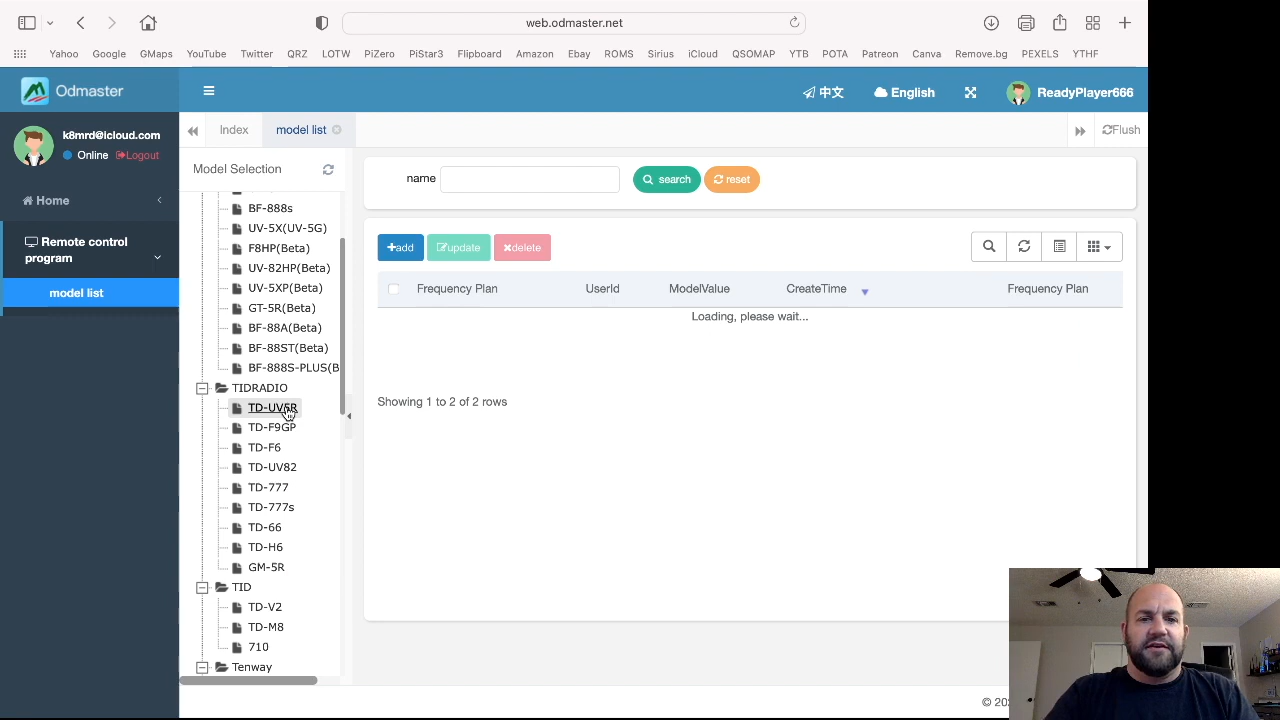 web.odmaster.net
Yahoo Google GMaps YouTube Twitter QRZ LOTW PiZero PiStar3 Flipboard Amazon Ebay ROMS Sirius iCloud QSOMAP YTB POTA Patreon Canva Remove.bg PEXELS YTHF
Odmaster
中文
English
ReadyPlayer666
k8mrd@icloud.com
Online Logout
Index
model list
Flush
Model Selection
Home
Remote control
program
model list
BF-888s
UV-5X(UV-5G)
F8HP(Beta)
UV-82HP(Beta)
UV-5XP(Beta)
GT-5R(Beta)
BF-88A(Beta)
BF-88ST(Beta)
BF-888S-PLUS(B
TIDRADIO
TD-UV5R
TD-F9GP
TD-F6
TD-UV82
TD-777
TD-777s
TD-66
TD-H6
GM-5R
TID
TD-V2
TD-M8
710
Tenway
name
search
reset
+add
update
delete
Frequency Plan UserId ModelValue CreateTime Frequency Plan
Loading, please wait...
Showing 1 to 2 of 2 rows